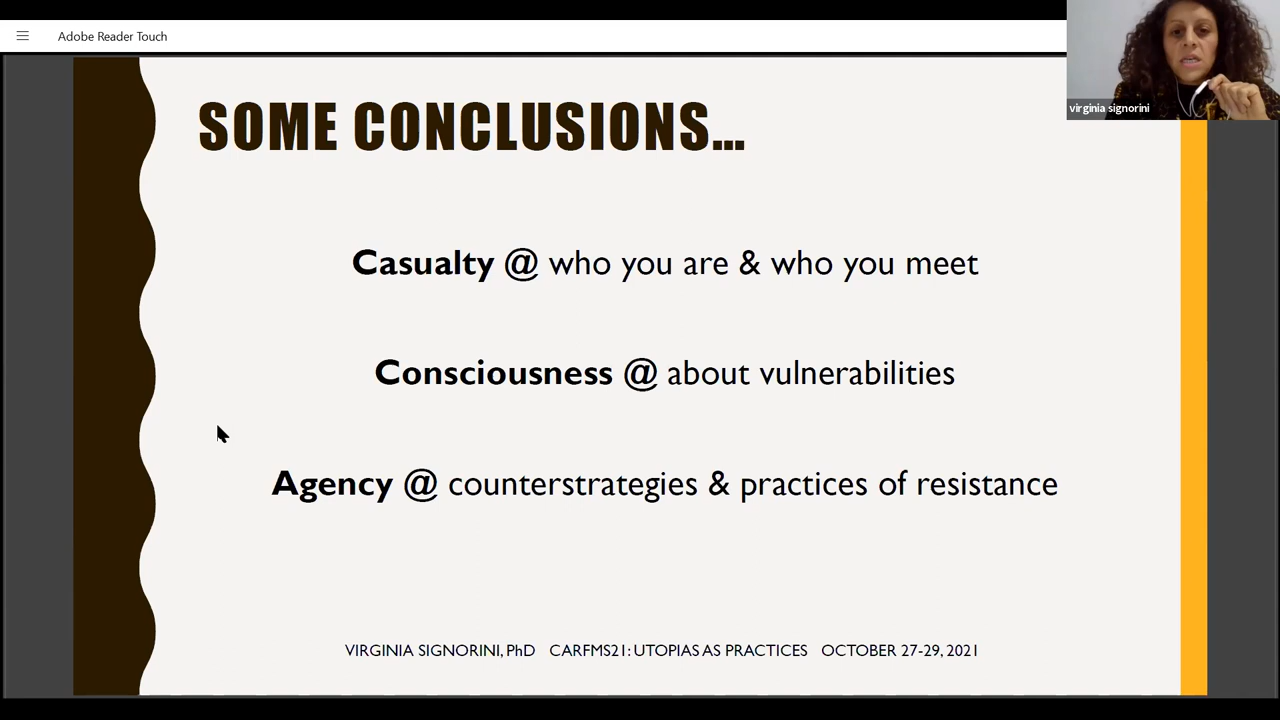 Adobe Reader Touch
virginia signorini
SOME CONCLUSIONS...
Casualty @ who you are & who you meet
Consciousness @ about vulnerabilities
Agency @ counterstrategies & practices of resistance
VIRGINIA SIGNORINI, PhD CARFMS21: UTOPIAS AS PRACTICES OCTOBER 27-29, 2021